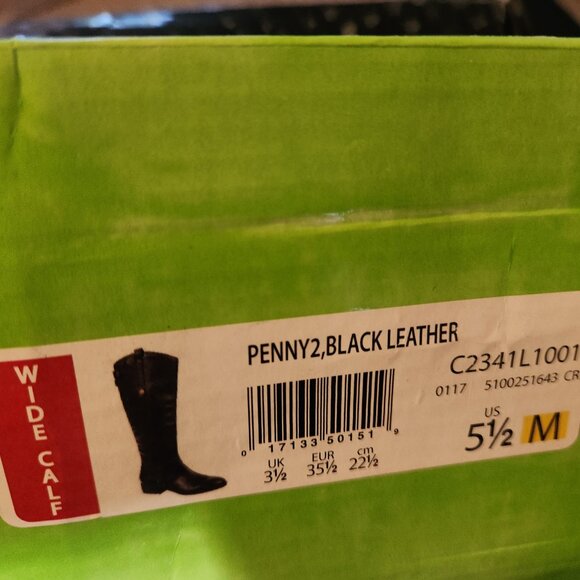 WIDE CALF
PENNY2,BLACK LEATHER
C2341L1001
0117 5100251643 CR
0 17133 50151 9
UK EUR cm
3½ 35½ 22½
US
5½ M